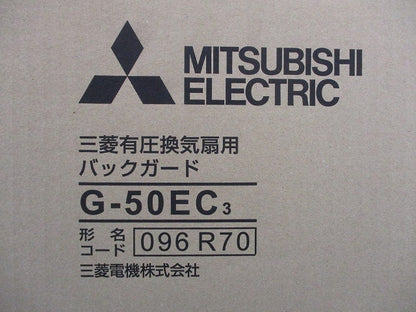 MITSUBISHI
ELECTRIC
三菱有圧換気扇用
バックガード
G-50EC3
形名
コード 096 R70
三菱電機株式会社